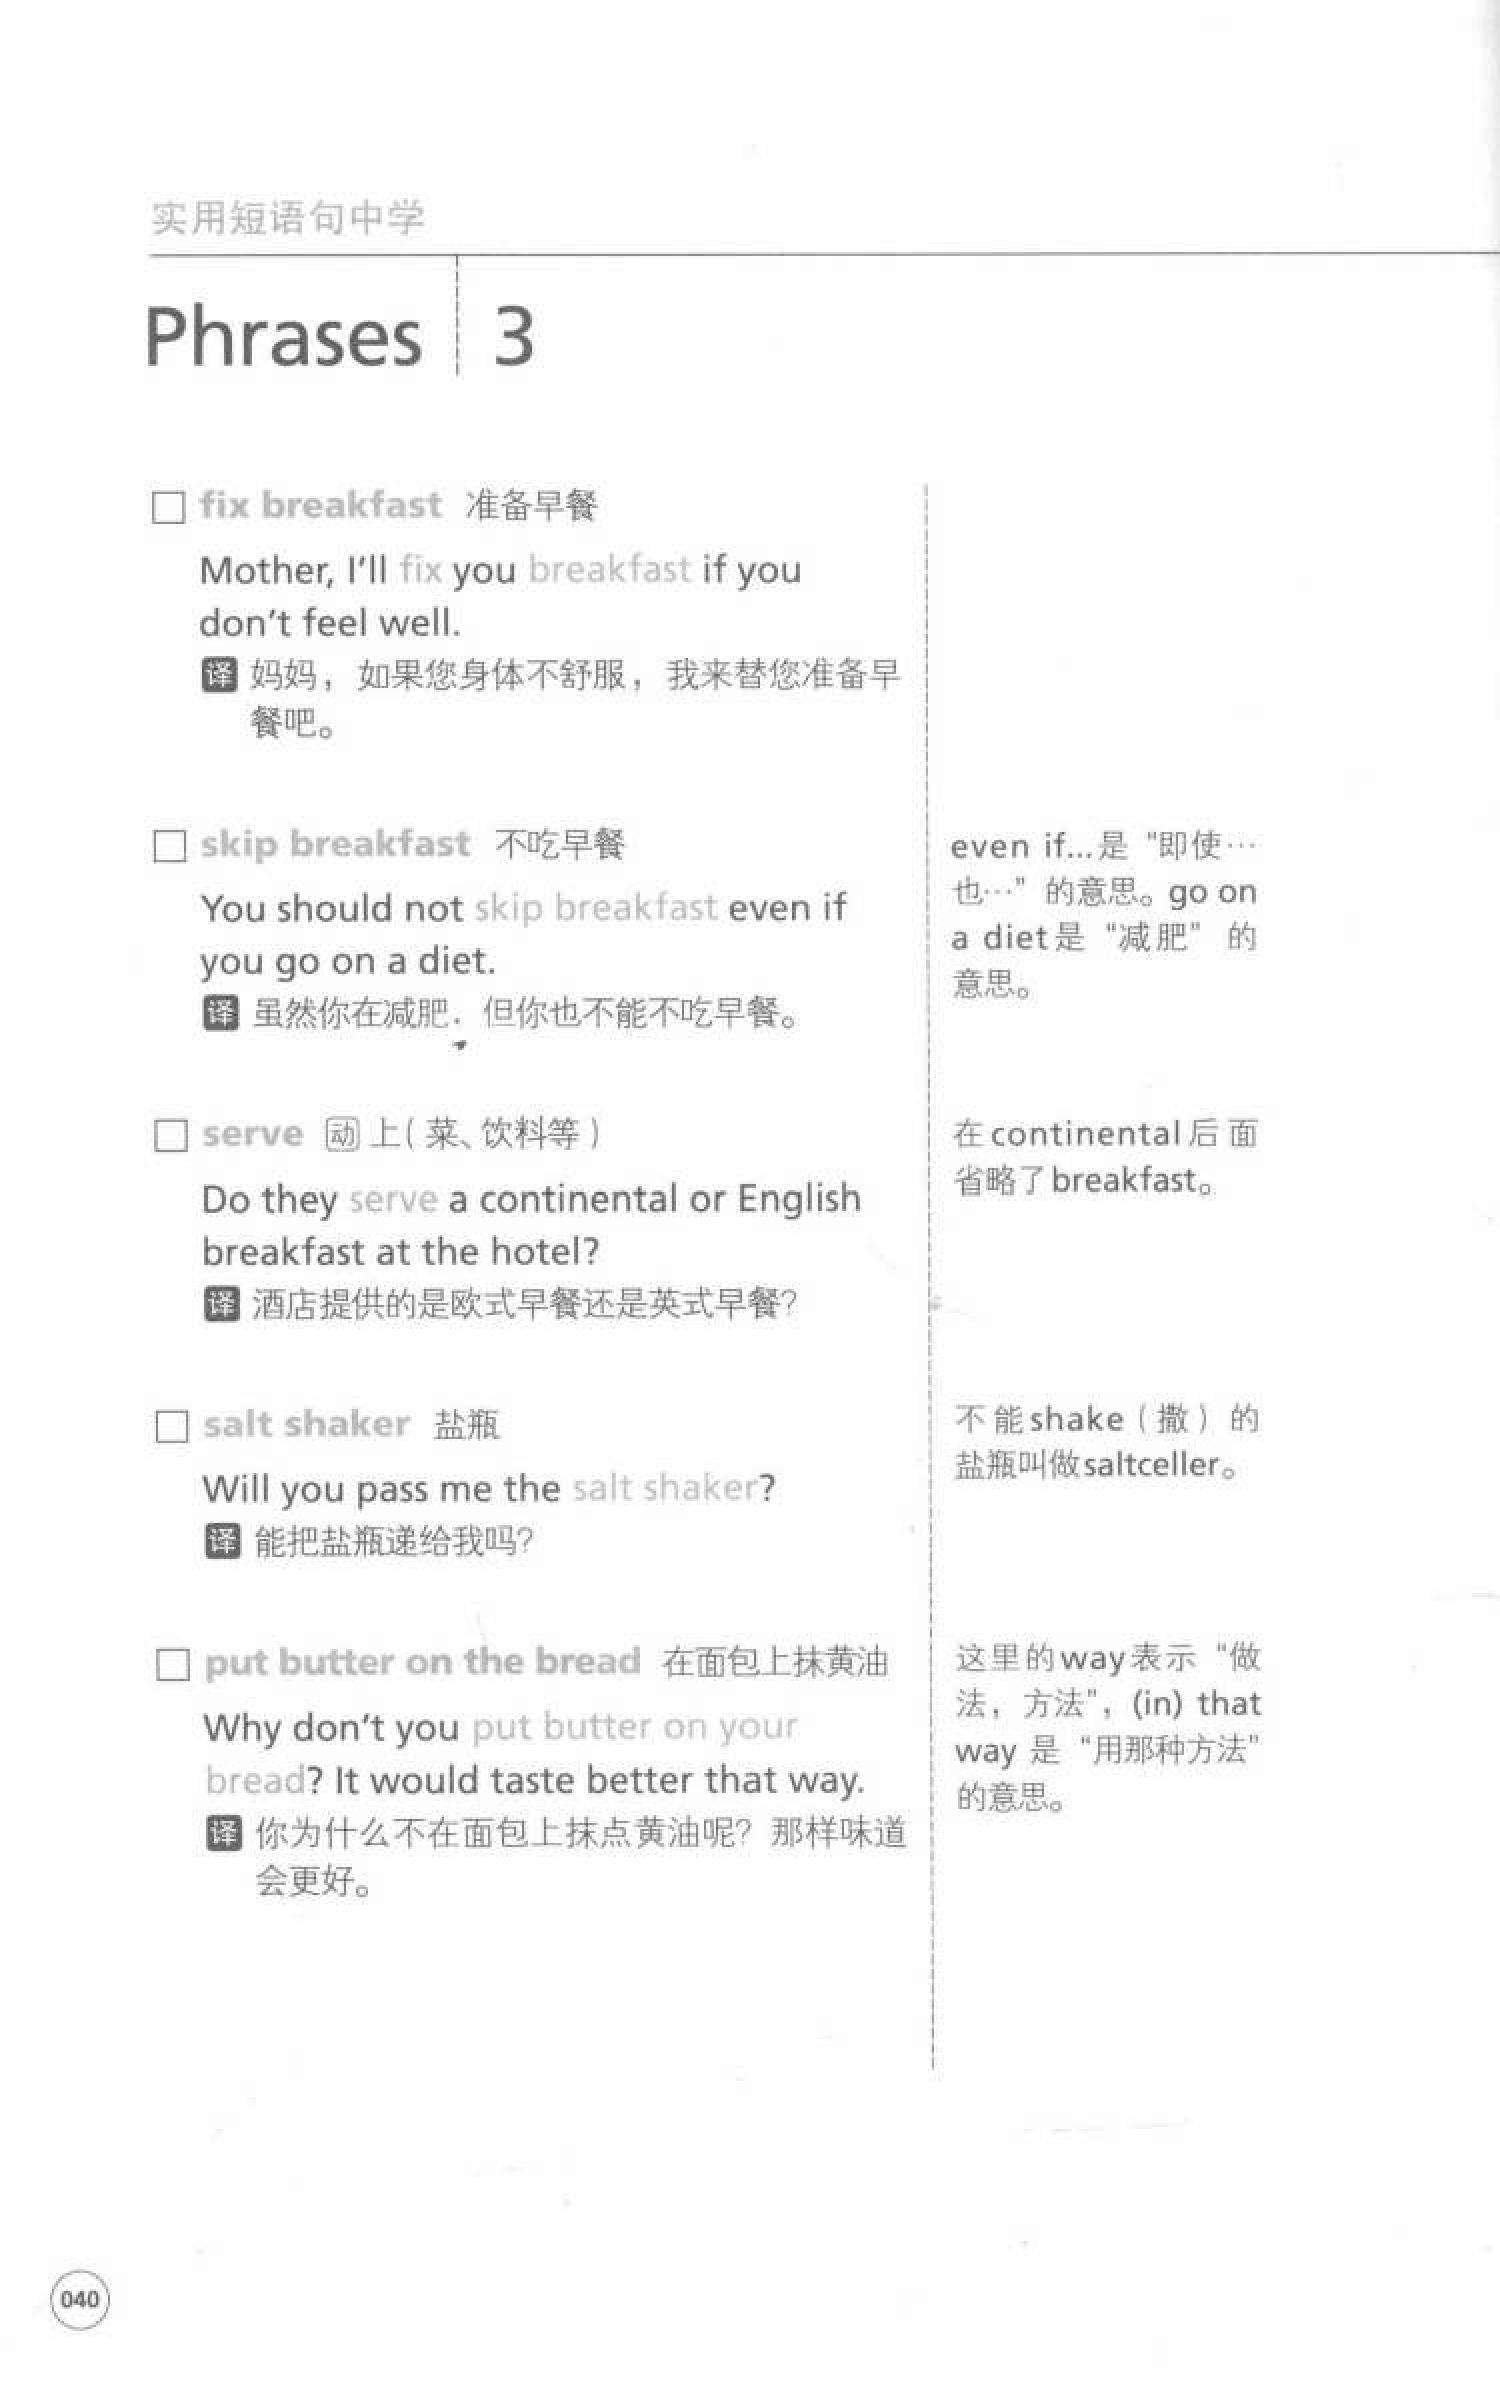 实用短语句中学
Phrases 3
□ fix breakfast 准备早餐
Mother, I'll fix you breakfast if you
don't feel well.
译 妈妈，如果您身体不舒服，我来替您准备早
餐吧。
□ skip breakfast 不吃早餐
You should not skip breakfast even if
you go on a diet.
译 虽然你在减肥．但你也不能不吃早餐。
even if...是“即使…
也…”的意思。go on
a diet是“减肥”的
意思。
□ serve 动 上（菜、饮料等）
Do they serve a continental or English
breakfast at the hotel?
译 酒店提供的是欧式早餐还是英式早餐？
在continental后面
省略了breakfast。
□ salt shaker 盐瓶
Will you pass me the salt shaker?
译 能把盐瓶递给我吗？
不能shake（撒）的
盐瓶叫做saltceller。
□ put butter on the bread 在面包上抹黄油
Why don't you put butter on your
bread? It would taste better that way.
译 你为什么不在面包上抹点黄油呢？那样味道
会更好。
这里的way表示“做
法，方法”，(in) that
way 是“用那种方法”
的意思。
040